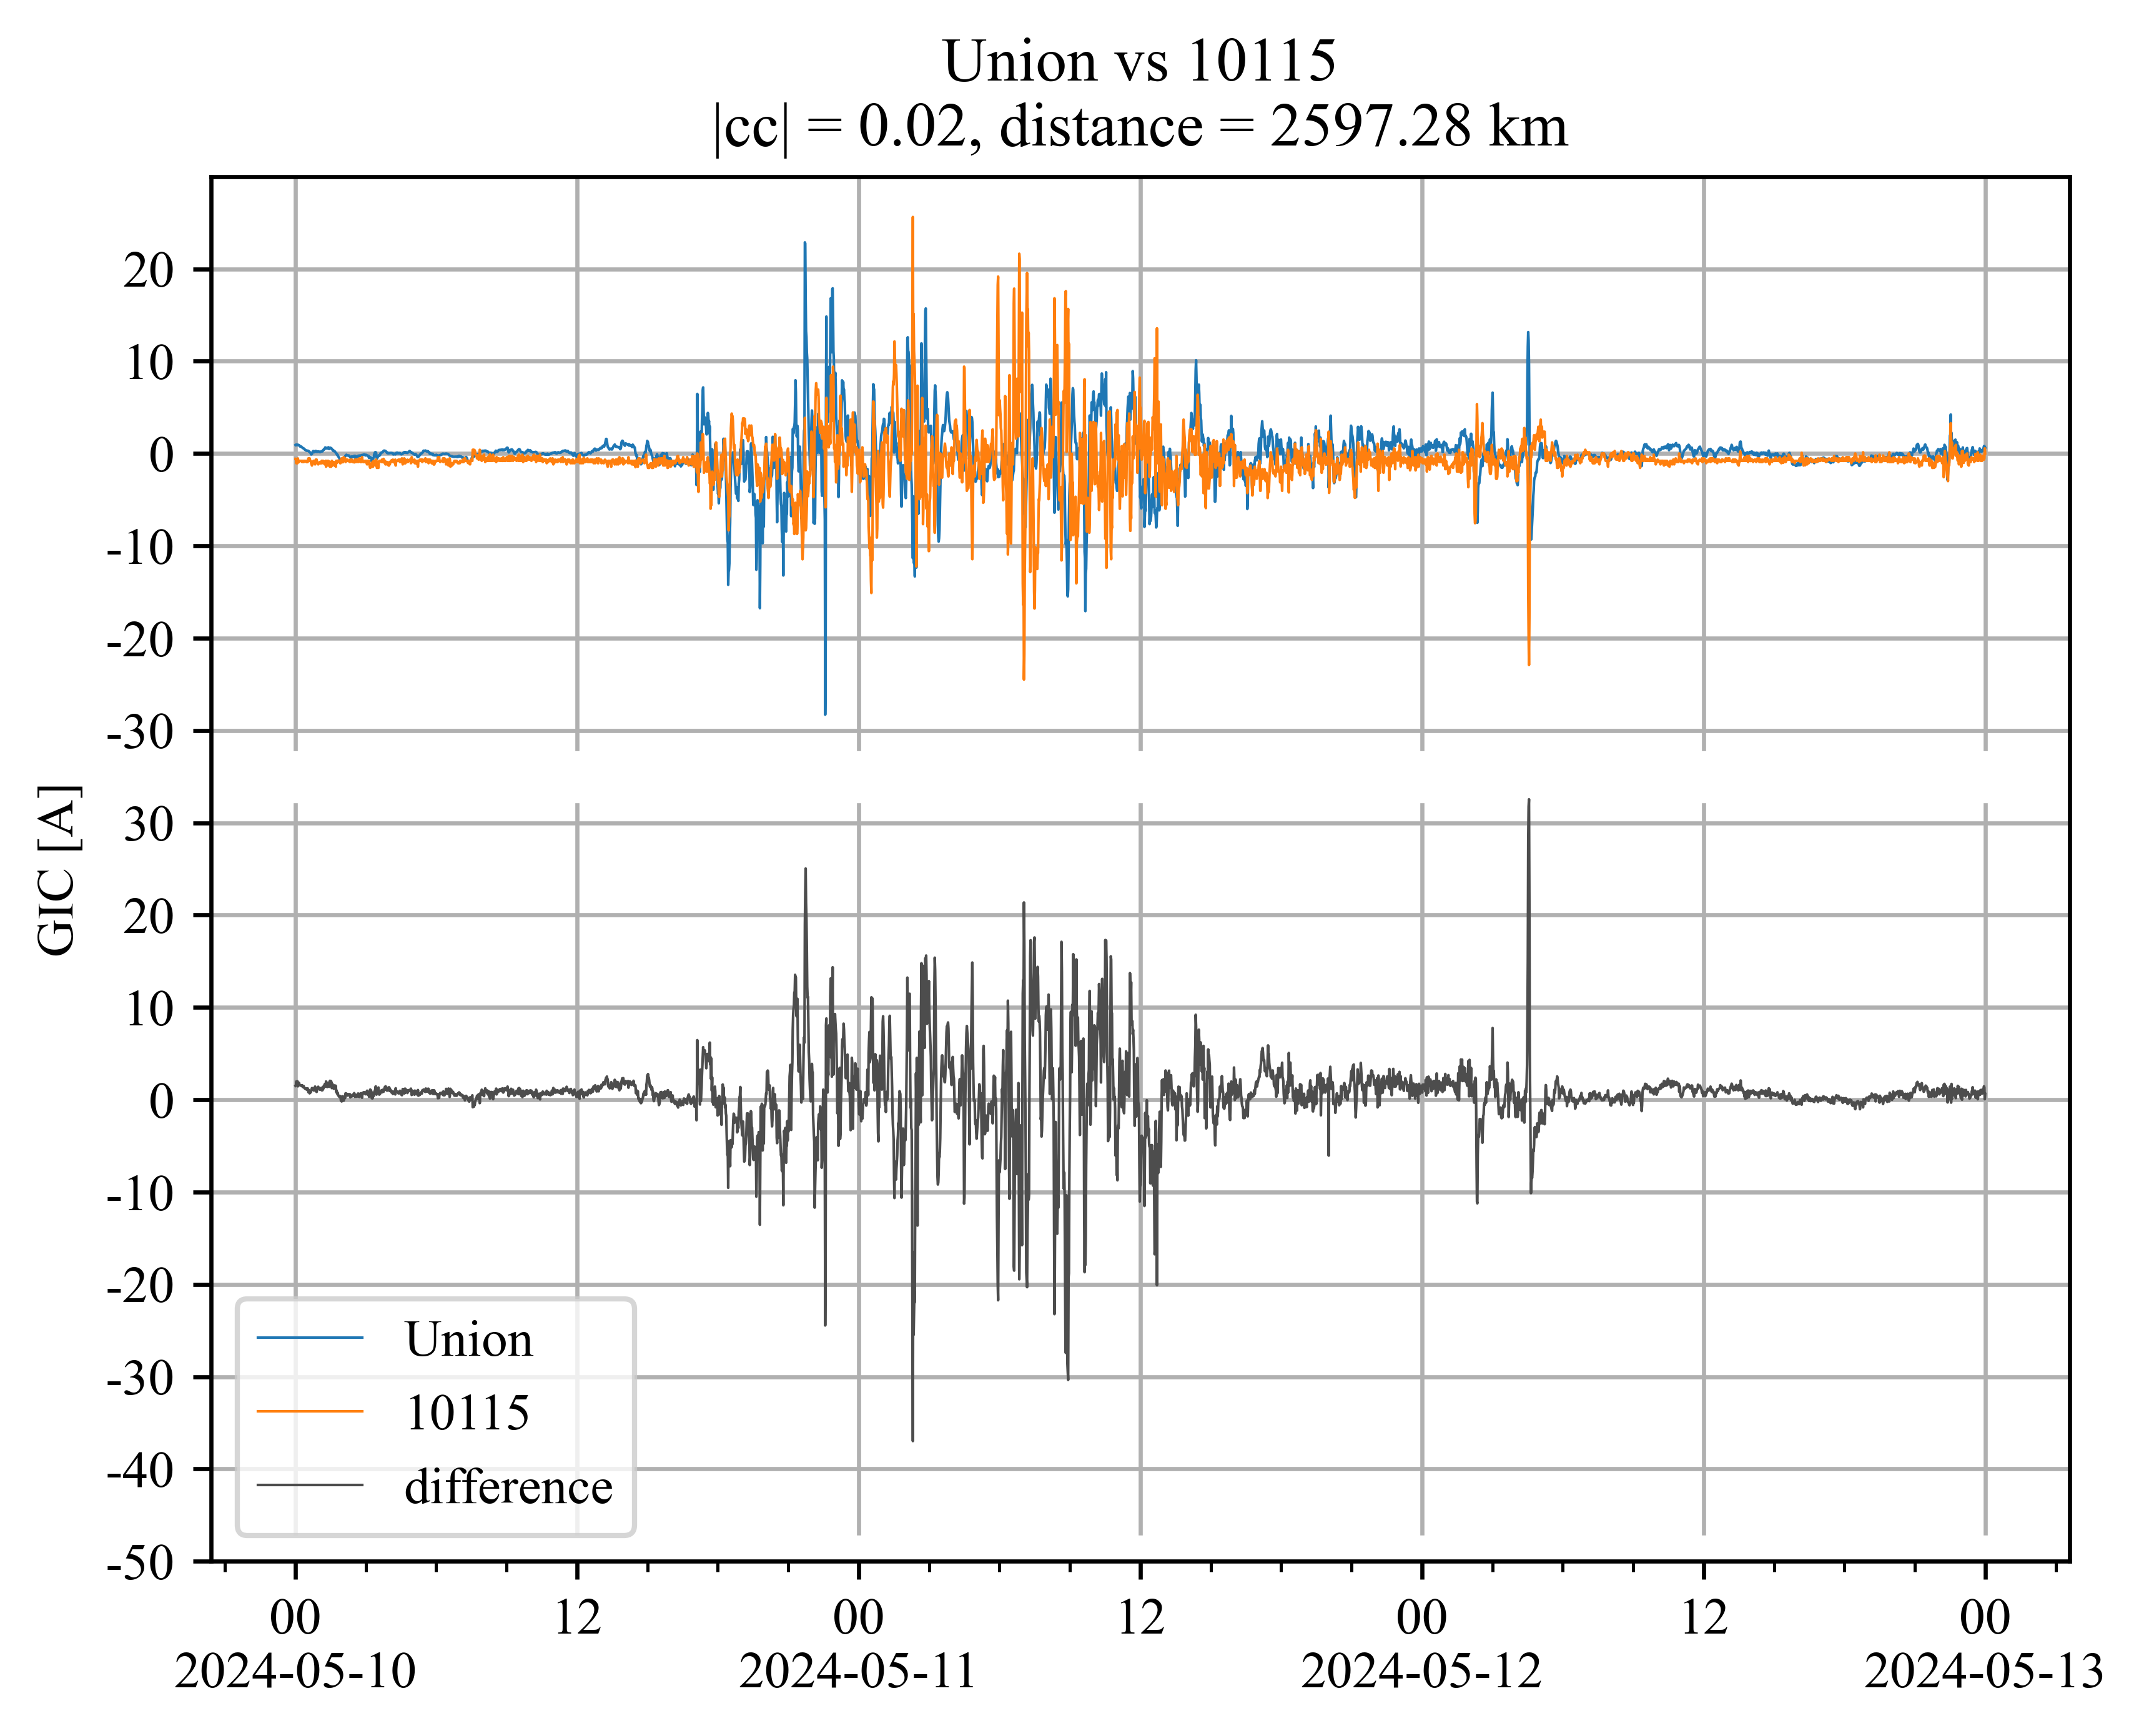 Union vs 10115
|cc| = 0.02, distance = 2597.28 km
20
10
0
-10
-20
-30
30
20
10
0
-10
-20
-30
-40
-50
GIC [A]
Union
10115
difference
00 12 00 12 00 12 00
2024-05-10 2024-05-11 2024-05-12 2024-05-13